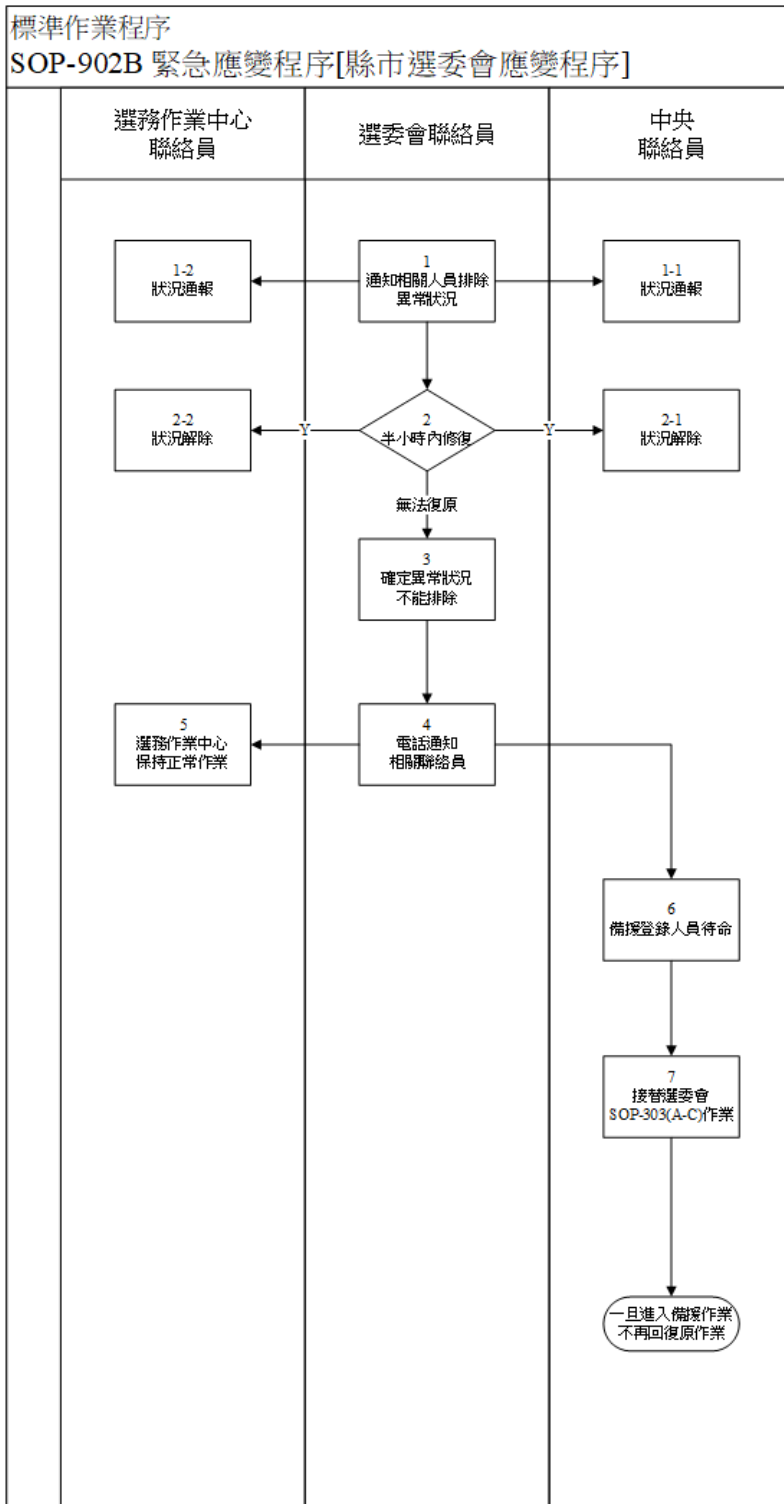 標準作業程序
SOP-902B 緊急應變程序[縣市選委會應變程序]
選務作業中心
聯絡員
選委會聯絡員
中央
聯絡員
1-2
狀況通報
1
通知相關人員排除
異常狀況
1-1
狀況通報
2-2
狀況解除
Y
2
半小時內修復
Y
2-1
狀況解除
無法復原
3
確定異常狀況
不能排除
5
選務作業中心
保持正常作業
4
電話通知
相關聯絡員
6
備援登錄人員待命
7
接替選委會
SOP-303(A-C)作業
一旦進入備援作業
不再回復原作業